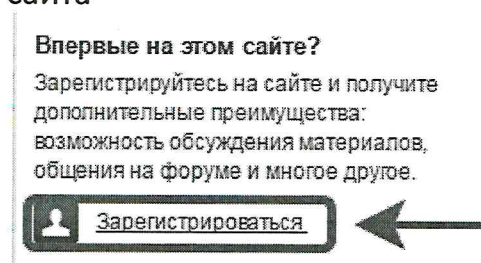 сайта
Впервые на этом сайте?
Зарегистрируйтесь на сайте и получите
дополнительные преимущества:
возможность обсуждения материалов,
общения на форуме и многое другое.
Зарегистрироваться